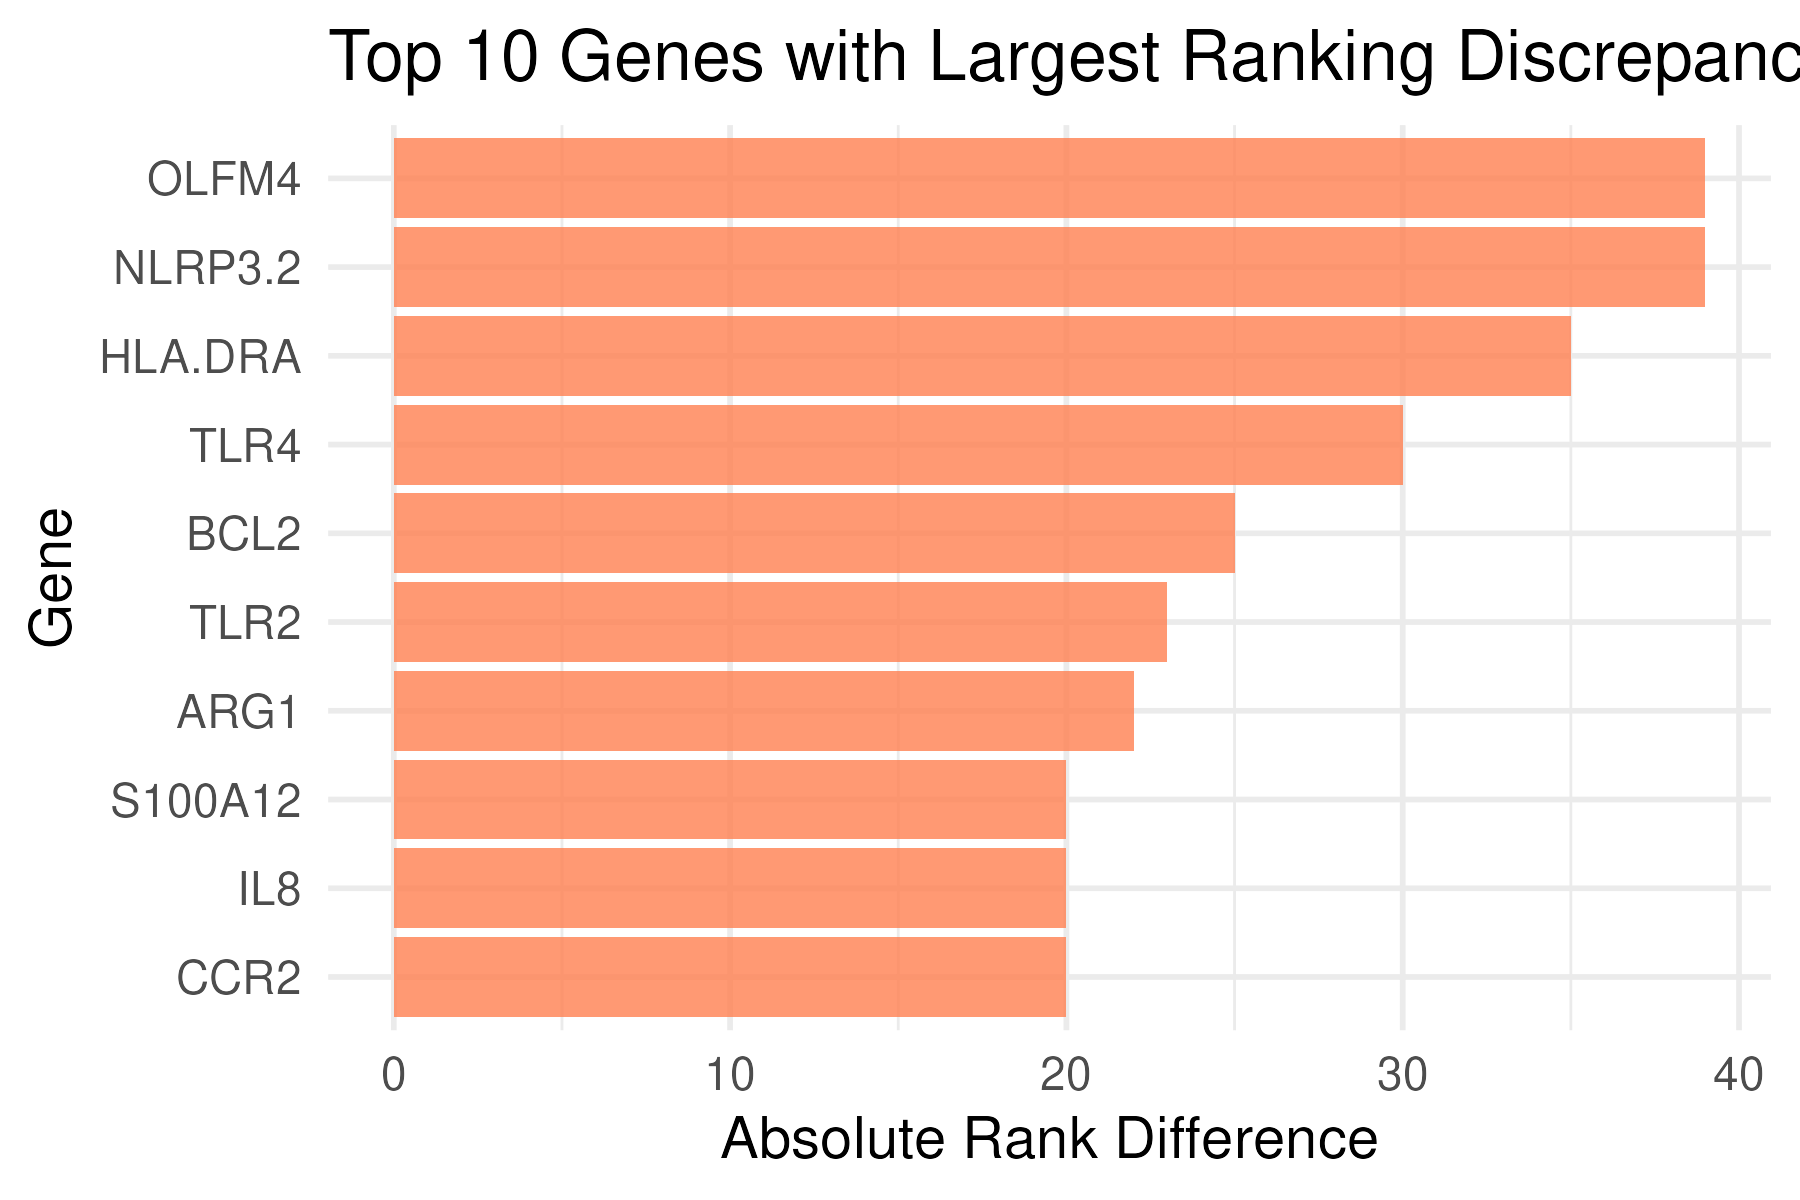 Top 10 Genes with Largest Ranking Discrepanc
OLFM4
NLRP3.2
HLA.DRA
TLR4
BCL2
TLR2
ARG1
S100A12
IL8
CCR2
Gene
0 10 20 30 40
Absolute Rank Difference